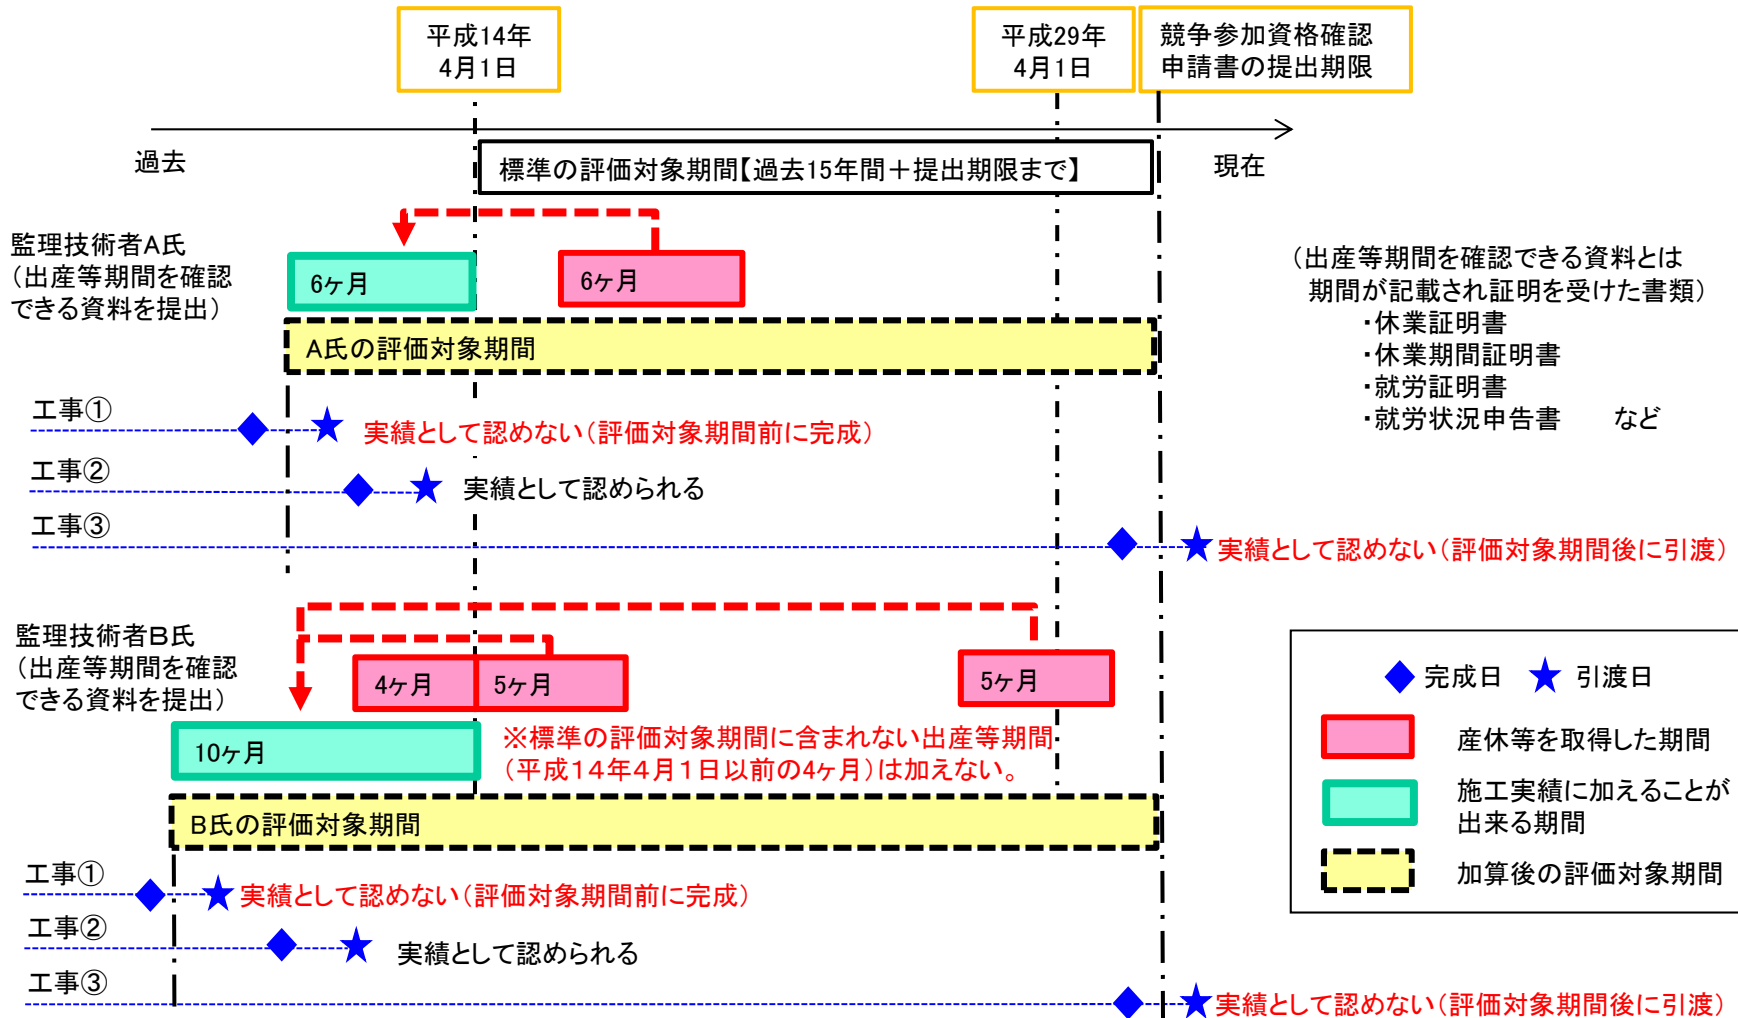 平成14年
4月1日
平成29年
4月1日
競争参加資格確認
申請書の提出期限
過去
標準の評価対象期間【過去15年間＋提出期限まで】
現在
監理技術者A氏
（出産等期間を確認
できる資料を提出）
6ヶ月
6ヶ月
A氏の評価対象期間
（出産等期間を確認できる資料とは
期間が記載され証明を受けた書類）
・休業証明書
・休業期間証明書
・就労証明書
・就労状況申告書　など
工事①
実績として認めない（評価対象期間前に完成）
工事②
実績として認められる
工事③
実績として認めない（評価対象期間後に引渡）
監理技術者B氏
（出産等期間を確認
できる資料を提出）
4ヶ月
5ヶ月
5ヶ月
10ヶ月
※標準の評価対象期間に含まれない出産等期間
（平成１４年４月１日以前の4ヶ月）は加えない。
B氏の評価対象期間
工事①
実績として認めない（評価対象期間前に完成）
工事②
実績として認められる
工事③
実績として認めない（評価対象期間後に引渡）
完成日
引渡日
産休等を取得した期間
施工実績に加えることが
出来る期間
加算後の評価対象期間